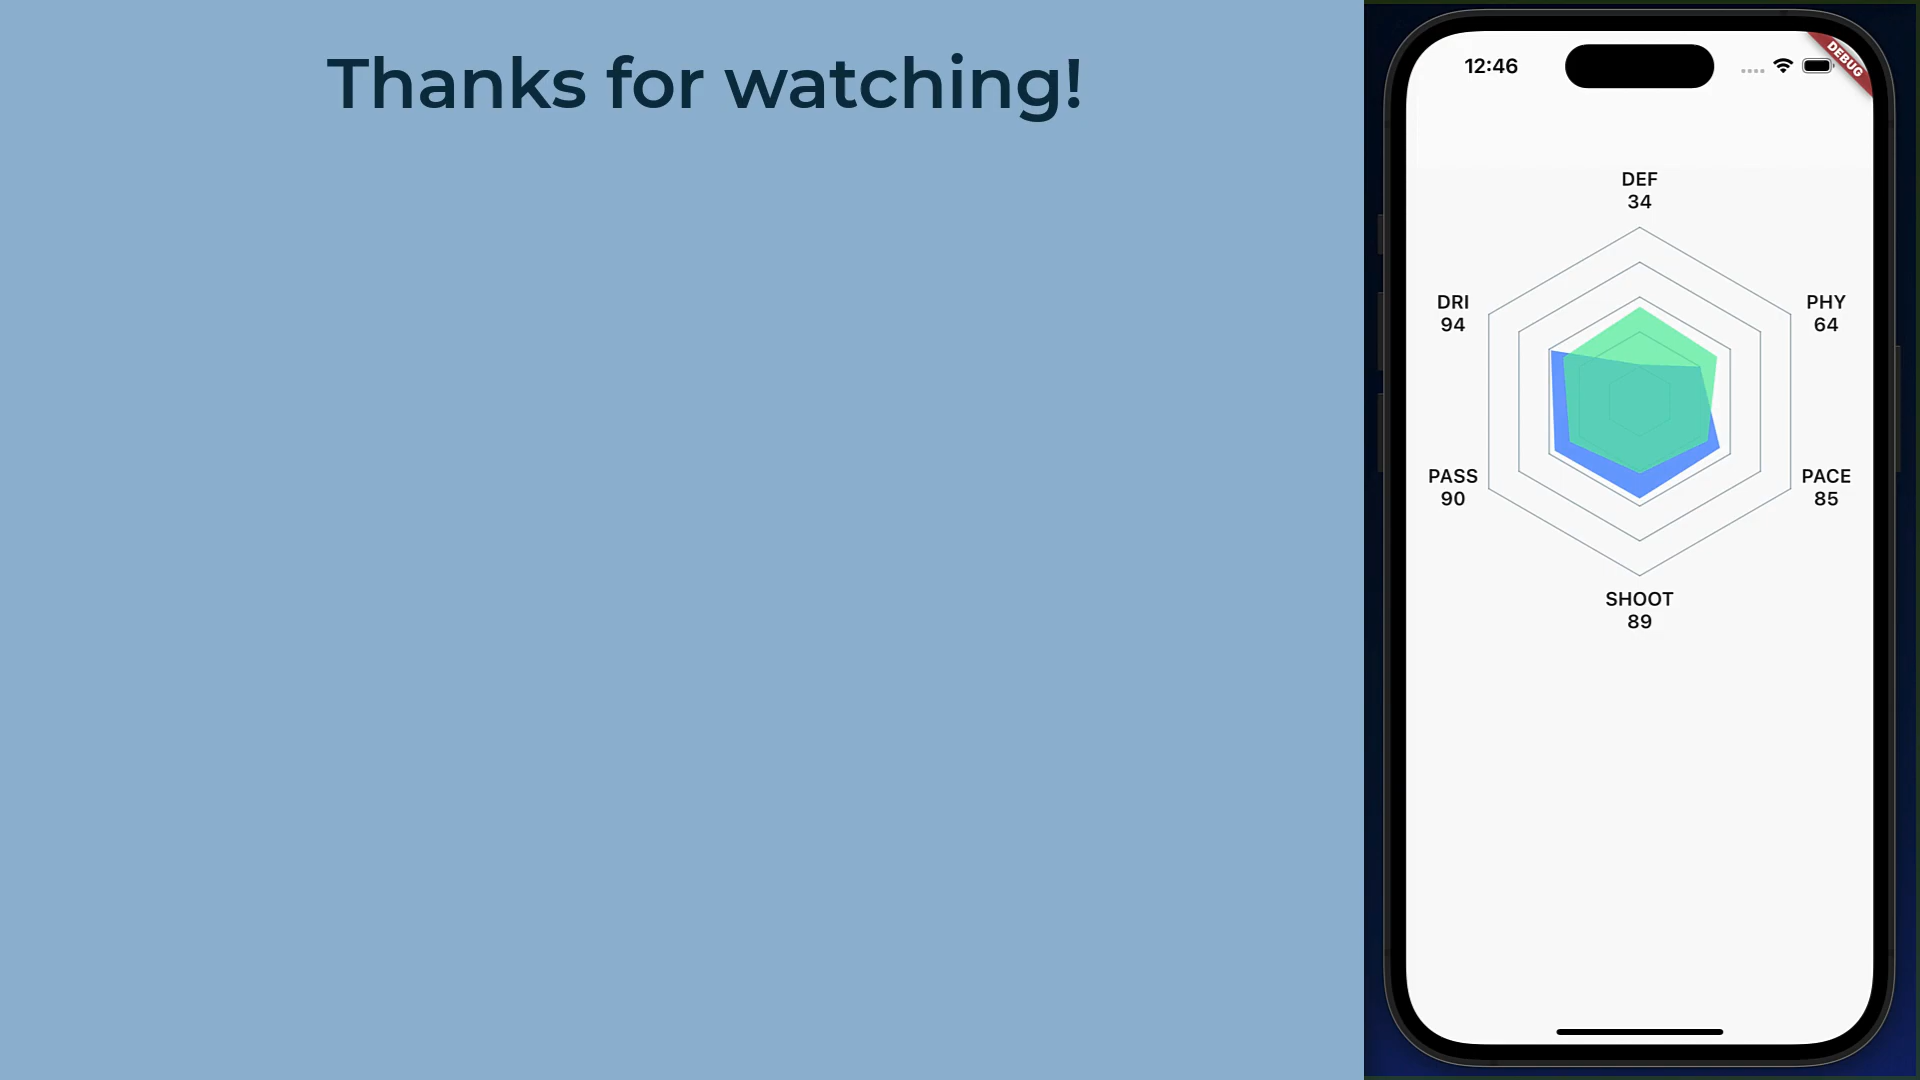 Thanks for watching!
12:46
DEBUG
DEF
34
DRI
94
PHY
64
PASS
90
PACE
85
SHOOT
89